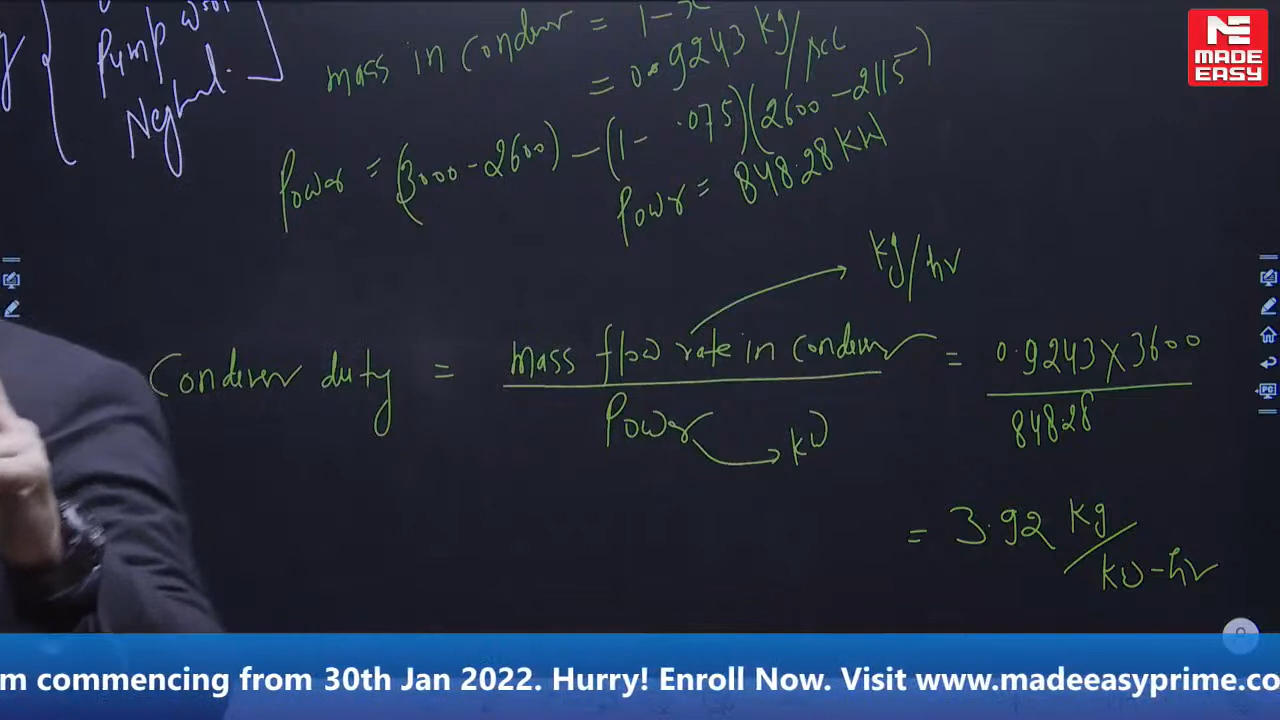 Pump
Neglected
mass in Condenser = 1-x
= 0.9243 kg/sec
Power = (3000-2600) - (1- .075)(2600-2115)
Power = 848.28 KW
Condenser duty = mass flow rate in Condenser / Power = 0.9243 X 3600 / 848.28
kg/hr
kW
= 3.92 kg/kw-hr
NE
MADE
EASY
m commencing from 30th Jan 2022. Hurry! Enroll Now. Visit www.madeeasyprime.co